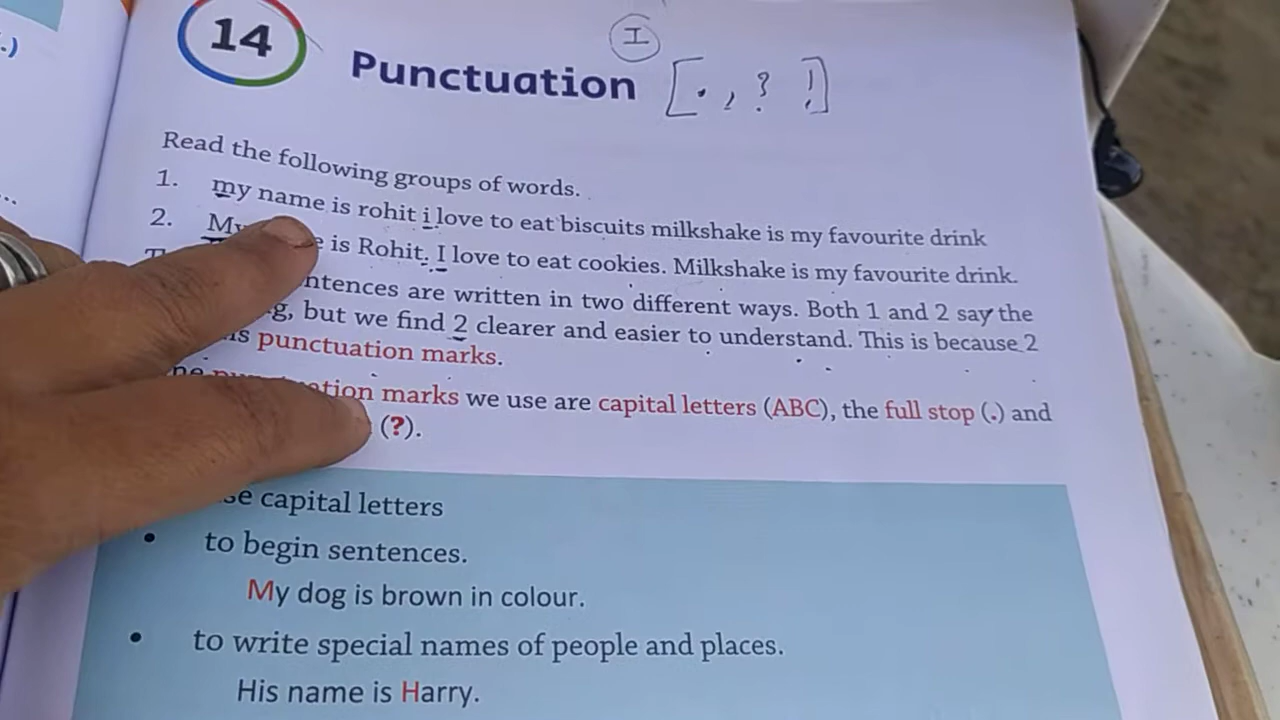 .)
14
Punctuation [. , ? !]
I
Read the following groups of words.
1. my name is rohit i love to eat biscuits milkshake is my favourite drink
2. My is Rohit. I love to eat cookies. Milkshake is my favourite drink.
are written in two different ways. Both 1 and 2 say the
but we find 2 clearer and easier to understand. This is because 2
punctuation marks.
marks we use are capital letters (ABC), the full stop (.) and
(?).
capital letters
• to begin sentences.
My dog is brown in colour.
• to write special names of people and places.
His name is Harry.